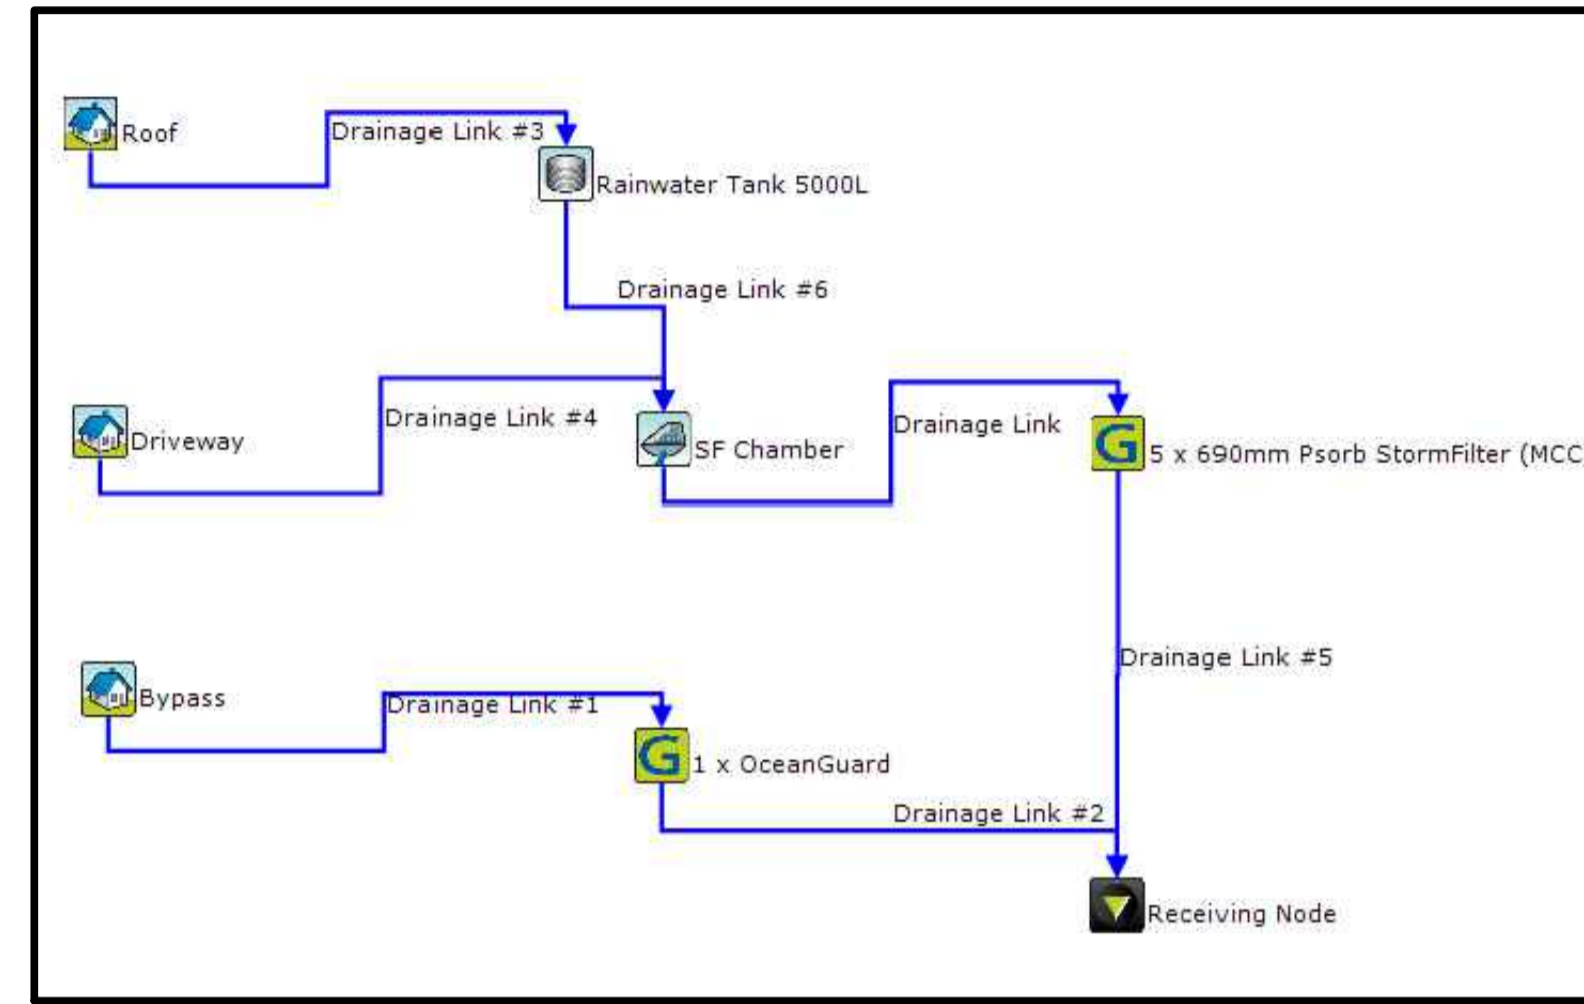 Roof
Drainage Link #3
Rainwater Tank 5000L
Drainage Link #6
Driveway
Drainage Link #4
SF Chamber
Drainage Link
G 5 x 690mm Psorb StormFilter (MCC
Drainage Link #5
Bypass
Drainage Link #1
G 1 x OceanGuard
Drainage Link #2
Receiving Node